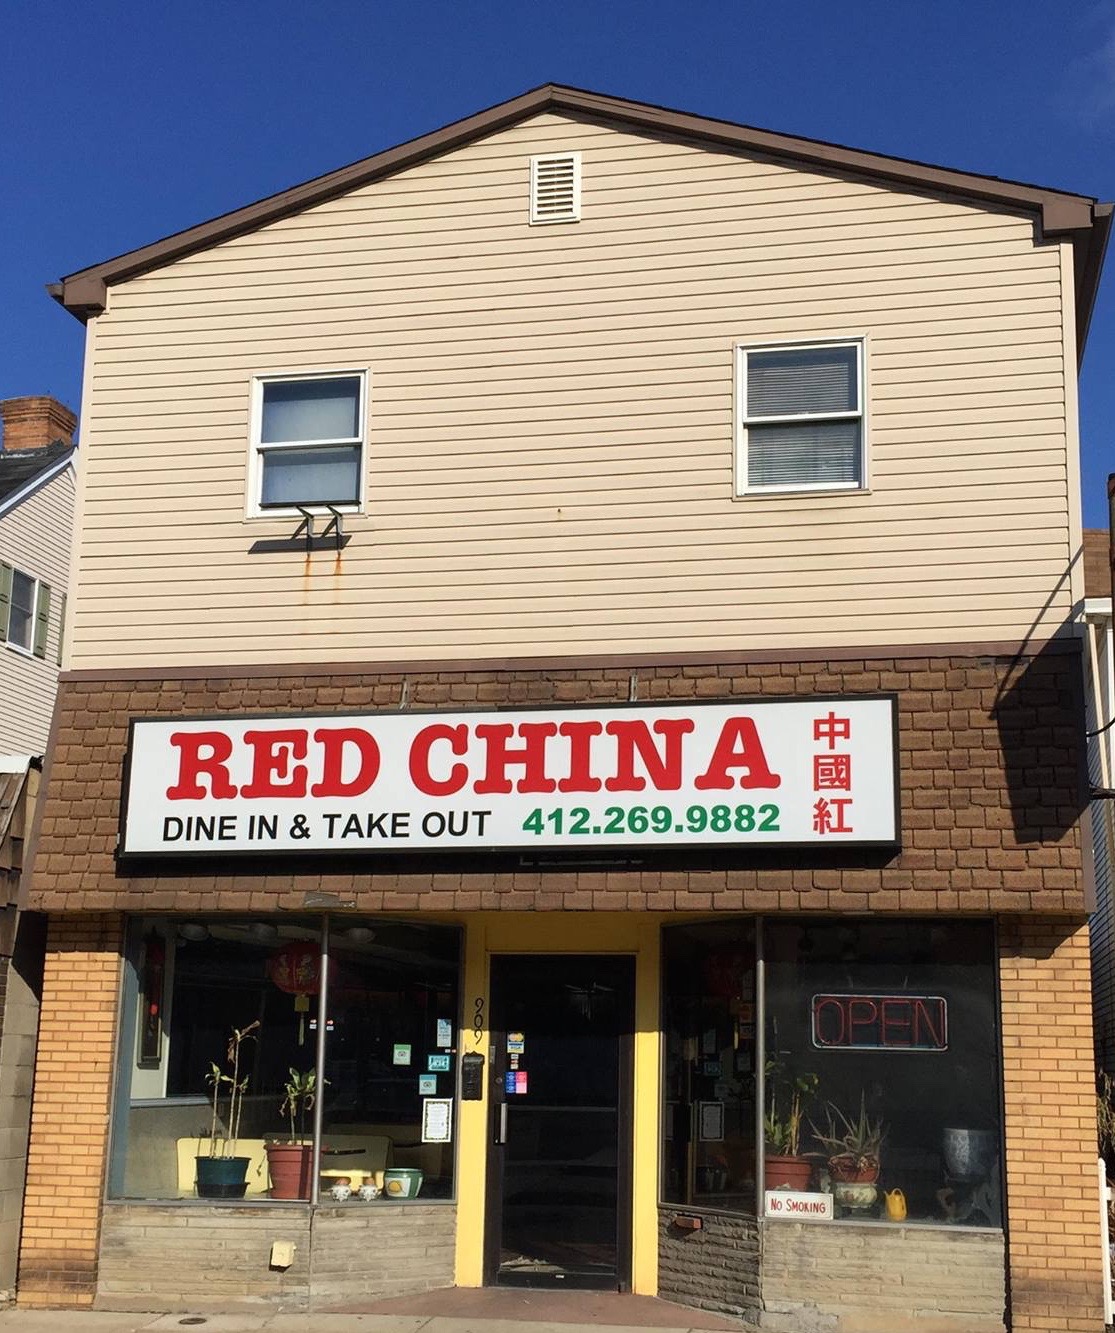 RED CHINA
DINE IN & TAKE OUT 412.269.9882
中國紅
909
OPEN
No Smoking